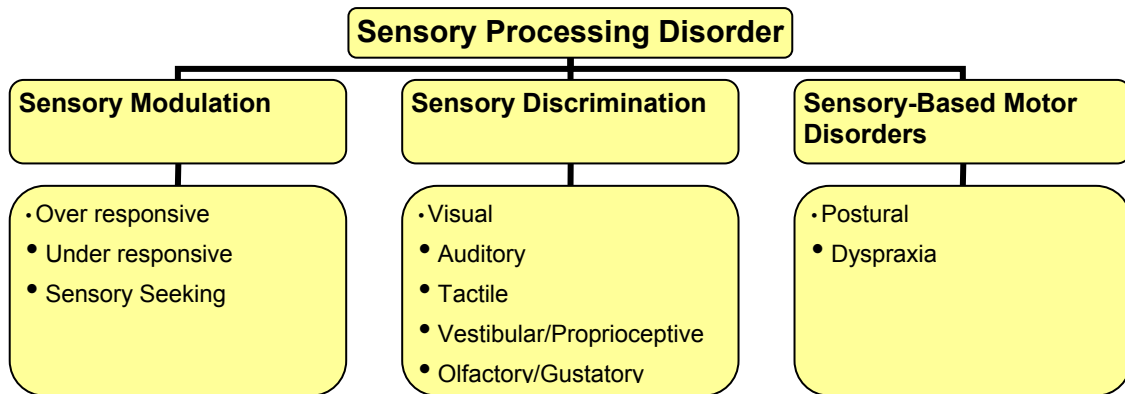 Sensory Processing Disorder
Sensory Modulation
Sensory Discrimination
Sensory-Based Motor
Disorders
• Over responsive
• Under responsive
• Sensory Seeking
• Visual
• Auditory
• Tactile
• Vestibular/Proprioceptive
• Olfactory/Gustatory
• Postural
• Dyspraxia